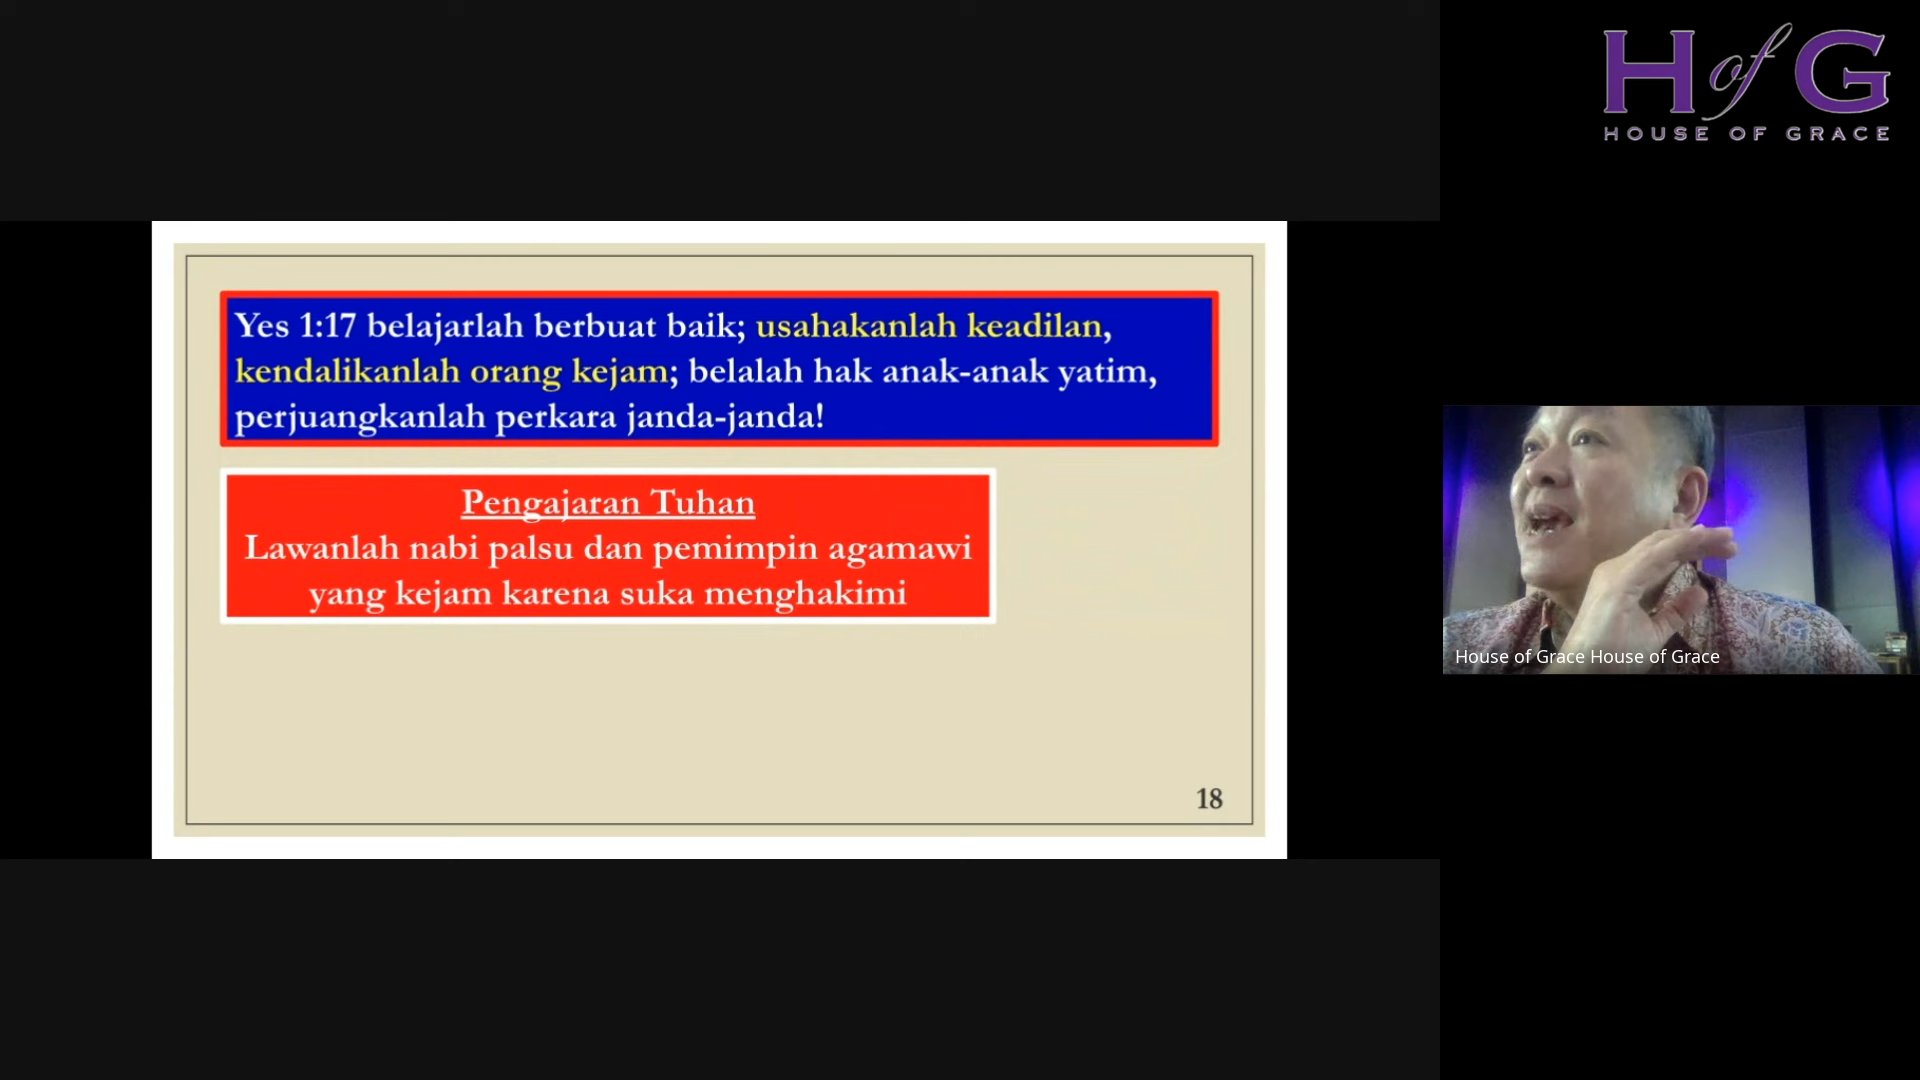 H of G
HOUSE OF GRACE
Yes 1:17 belajarlah berbuat baik; usahakanlah keadilan,
kendalikanlah orang kejam; belalah hak anak-anak yatim,
perjuangkanlah perkara janda-janda!
Pengajaran Tuhan
Lawanlah nabi palsu dan pemimpin agamawi
yang kejam karena suka menghakimi
18
House of Grace House of Grace